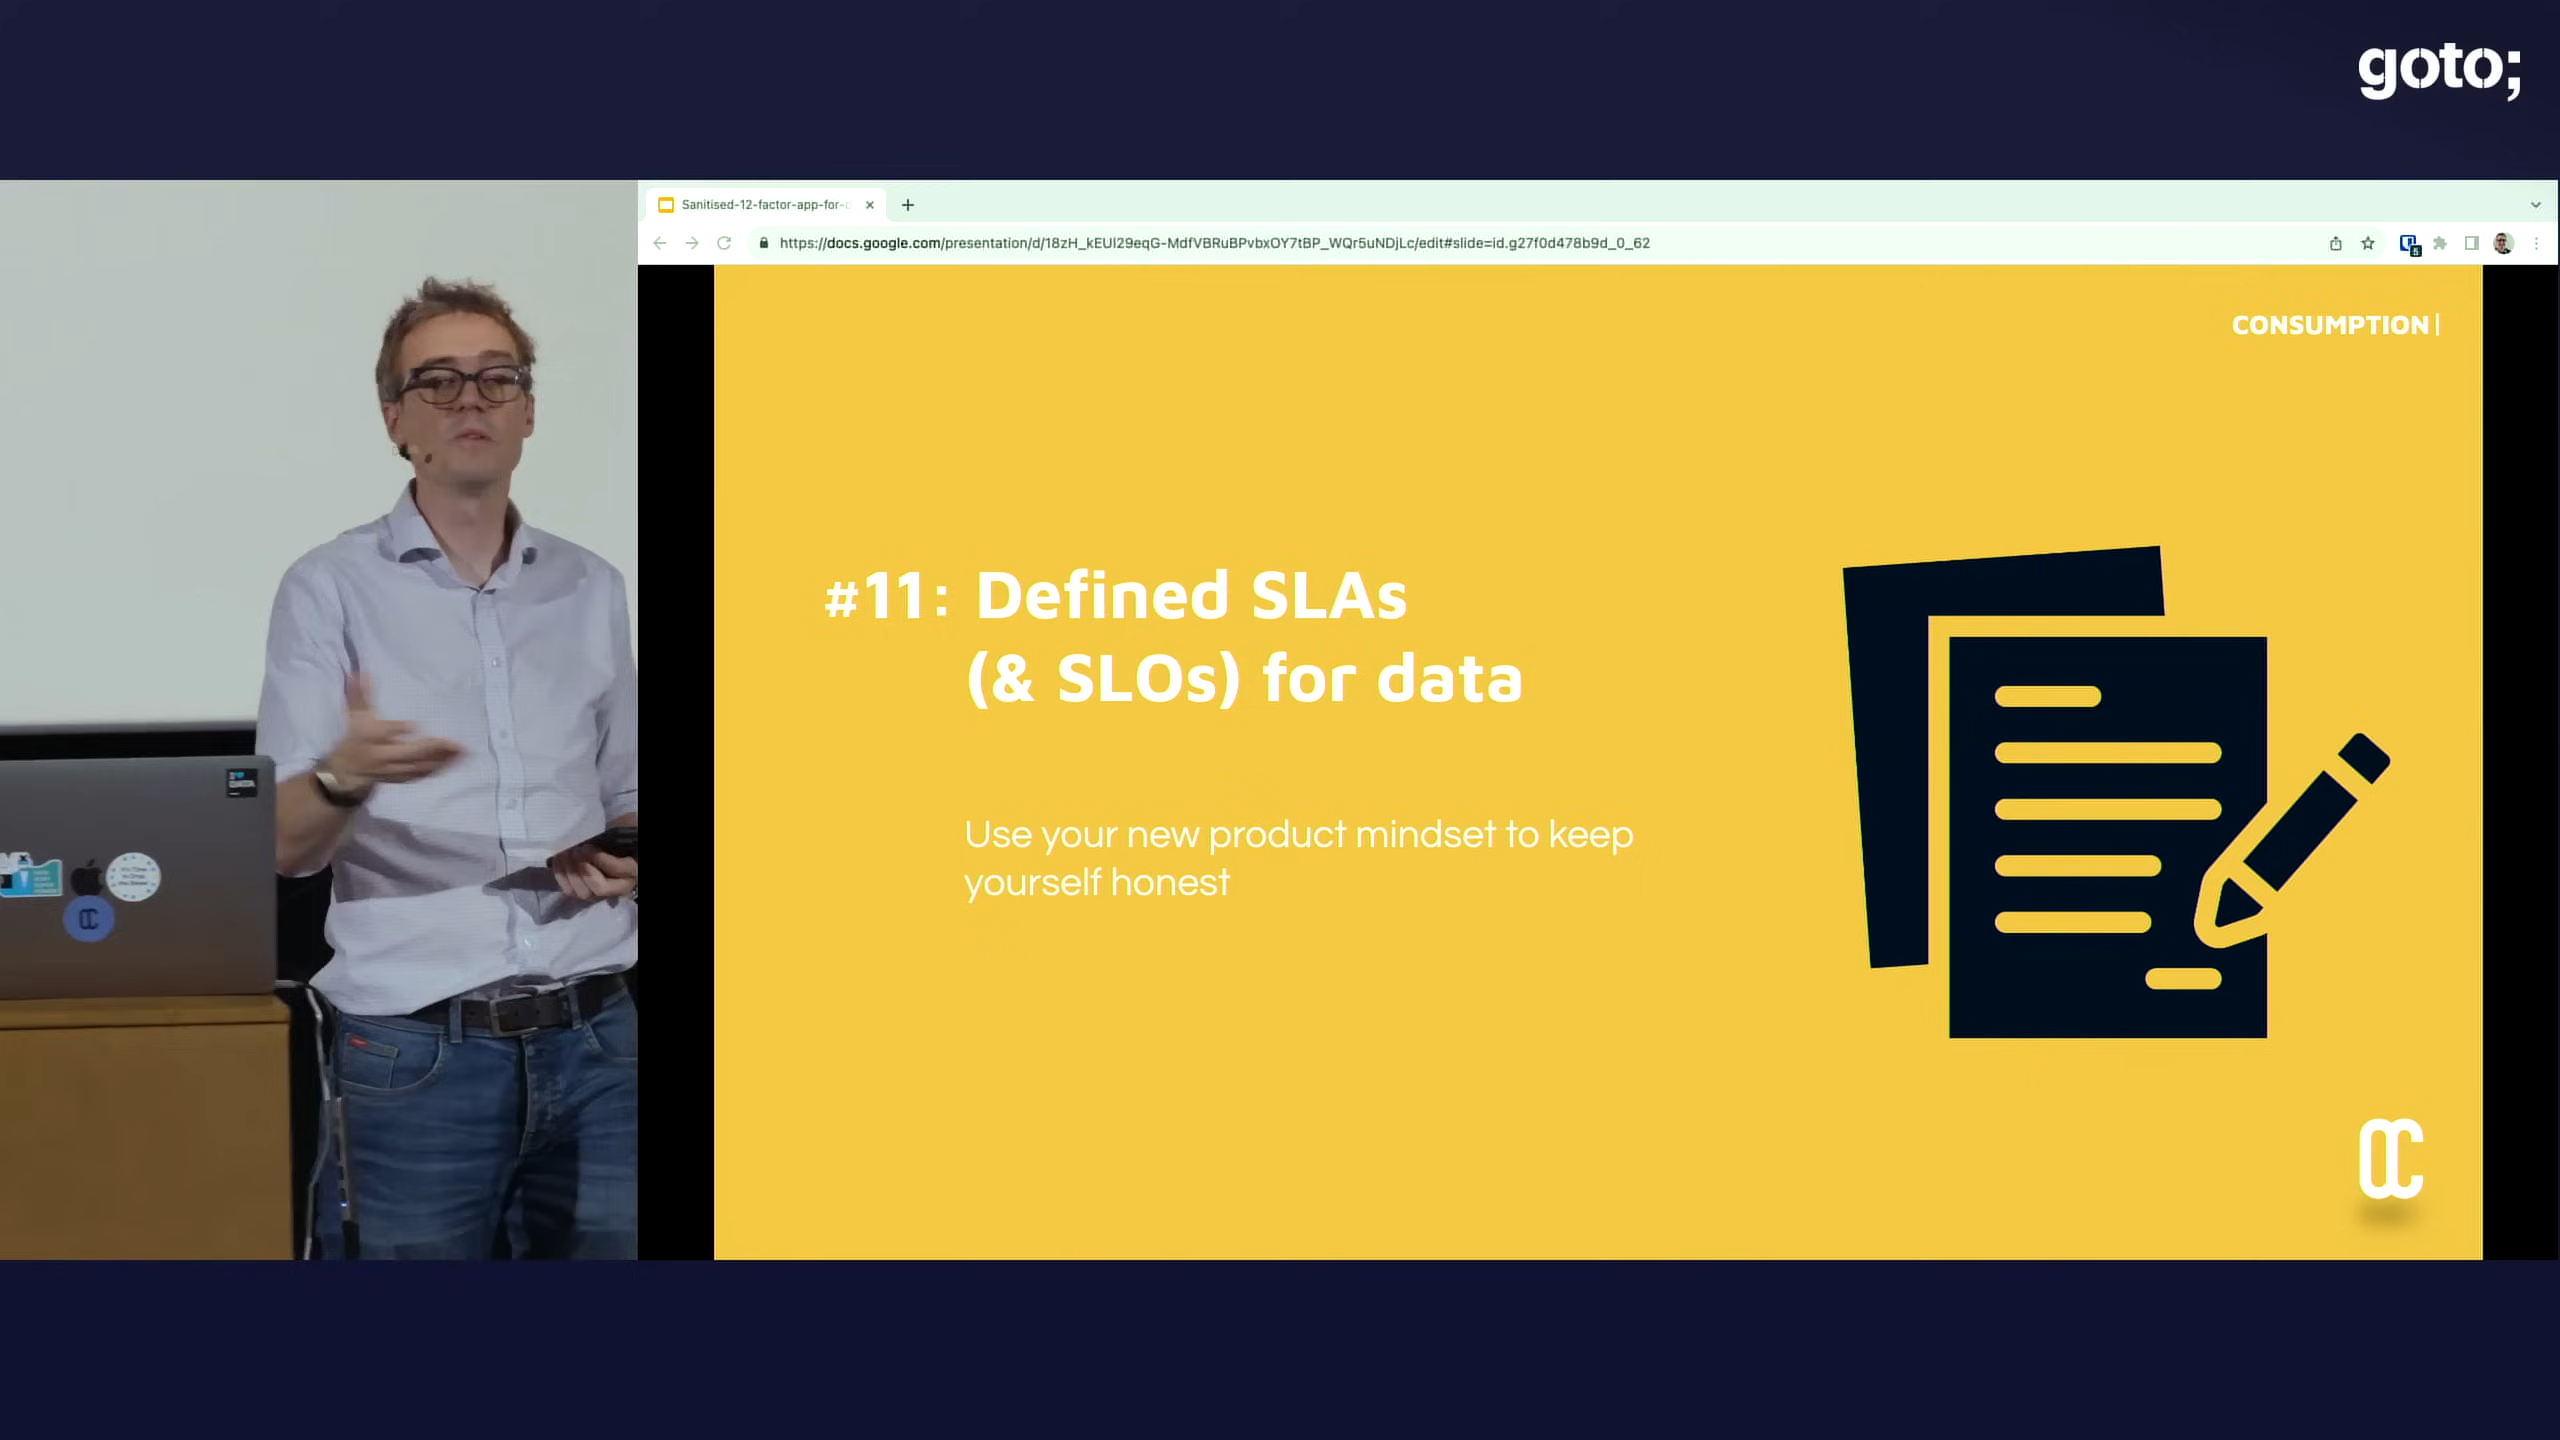 goto;
Sanitised-12-factor-app-for-
https://docs.google.com/presentation/d/18zH_kEUl29eqG-MdfVBRuBPvbxOY7tBP_WQr5uNDjLc/edit#slide=id.g27f0d478b9d_0_62
CONSUMPTION|
#11: Defined SLAs
(& SLOs) for data
Use your new product mindset to keep
yourself honest